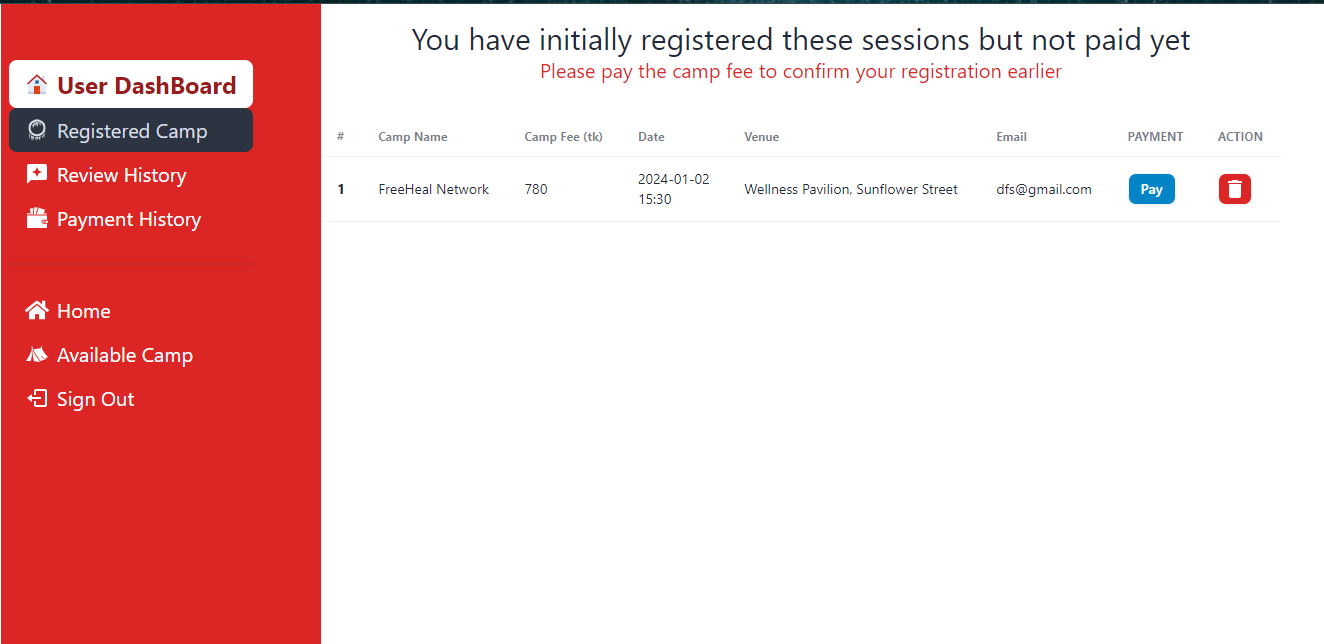 You have initially registered these sessions but not paid yet
Please pay the camp fee to confirm your registration earlier
User DashBoard
Registered Camp
Review History
Payment History
Home
Available Camp
Sign Out
# Camp Name Camp Fee (tk) Date Venue Email PAYMENT ACTION
1 FreeHeal Network 780 2024-01-02 15:30 Wellness Pavilion, Sunflower Street dfs@gmail.com Pay